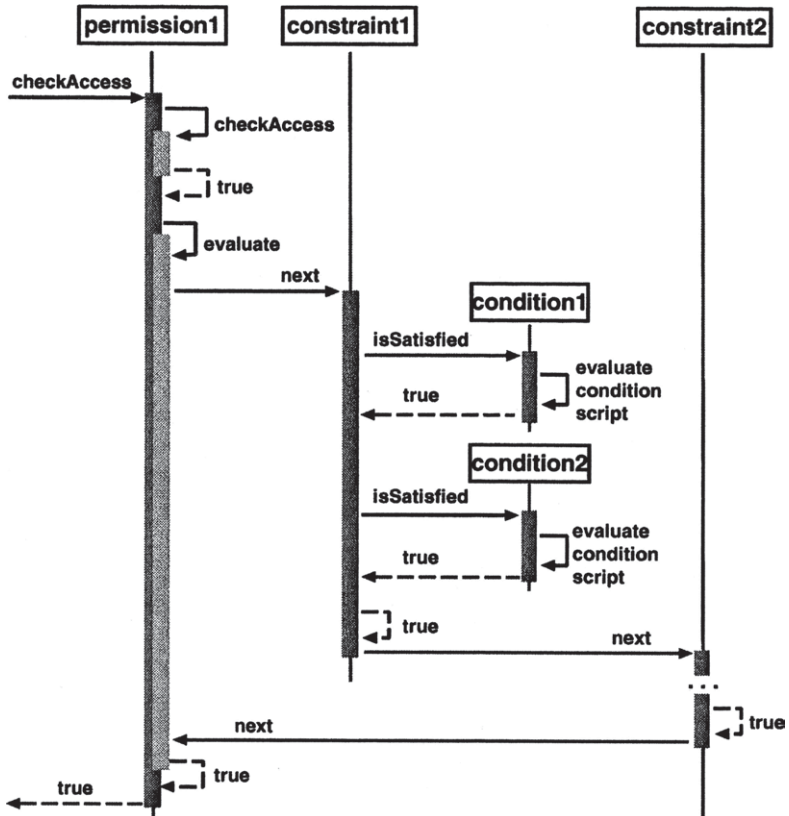 permission1
constraint1
constraint2
checkAccess
checkAccess
true
evaluate
next
condition1
isSatisfied
evaluate
condition
script
true
condition2
isSatisfied
evaluate
condition
script
true
true
next
...
true
next
true
true